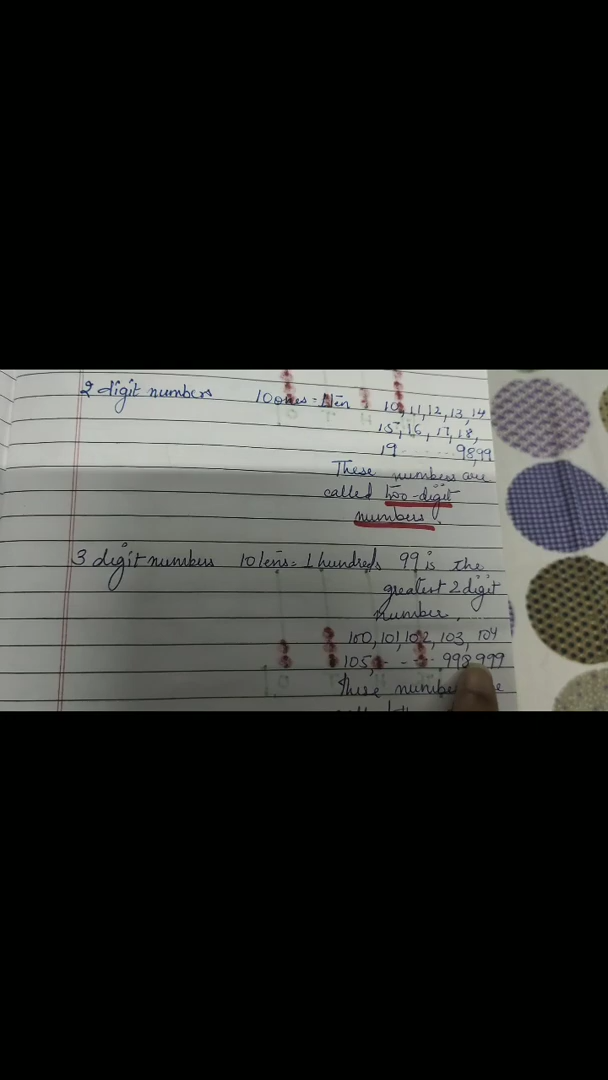 2 digit numbers 10 ones = 1 ten 10, 11, 12, 13, 14
15, 16, 17, 18,
19 ........ 98, 99
These numbers are
called two-digit
numbers.
3 digit numbers 10 tens = 1 hundreds 99 is the
greatest 2 digit
number.
100, 101, 102, 103, 104
105, - - - - 998, 999
These